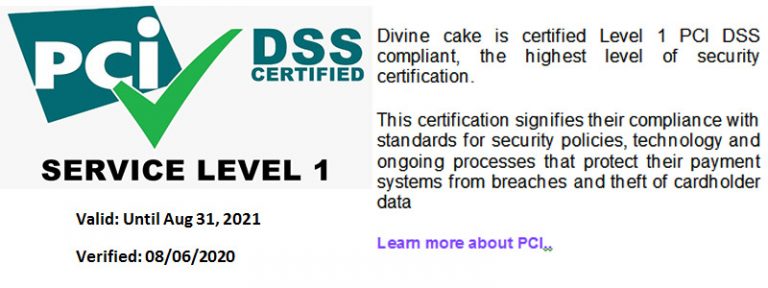 PCi
DSS
CERTIFIED
SERVICE LEVEL 1
Valid: Until Aug 31, 2021
Verified: 08/06/2020
Divine cake is certified Level 1 PCI DSS
compliant, the highest level of security
certification.
This certification signifies their compliance with
standards for security policies, technology and
ongoing processes that protect their payment
systems from breaches and theft of cardholder
data
Learn more about PCI..